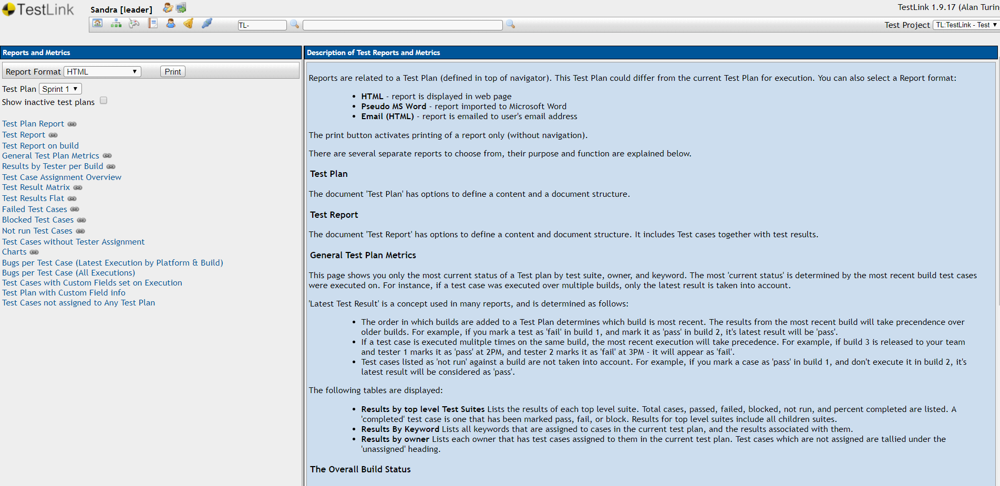 TestLink
Sandra [leader]
TestLink 1.9.17 (Alan Turin
TL-
Test Project TL:TestLink - Test
Reports and Metrics
Report Format HTML Print
Test Plan Sprint 1
Show inactive test plans
Test Plan Report
Test Report
Test Report on build
General Test Plan Metrics
Results by Tester per Build
Test Case Assignment Overview
Test Result Matrix
Test Results Flat
Failed Test Cases
Blocked Test Cases
Not run Test Cases
Test Cases without Tester Assignment
Charts
Bugs per Test Case (Latest Execution by Platform & Build)
Bugs per Test Case (All Executions)
Test Cases with Custom Fields set on Execution
Test Plan with Custom Field info
Test Cases not assigned to Any Test Plan
Description of Test Reports and Metrics
Reports are related to a Test Plan (defined in top of navigator). This Test Plan could differ from the current Test Plan for execution. You can also select a Report format:
• HTML - report is displayed in web page
• Pseudo MS Word - report imported to Microsoft Word
• Email (HTML) - report is emailed to user's email address
The print button activates printing of a report only (without navigation).
There are several separate reports to choose from, their purpose and function are explained below.
Test Plan
The document 'Test Plan' has options to define a content and a document structure.
Test Report
The document 'Test Report' has options to define a content and document structure. It includes Test cases together with test results.
General Test Plan Metrics
This page shows you only the most current status of a Test plan by test suite, owner, and keyword. The most 'current status' is determined by the most recent build test cases
were executed on. For instance, if a test case was executed over multiple builds, only the latest result is taken into account.
'Latest Test Result' is a concept used in many reports, and is determined as follows:
• The order in which builds are added to a Test Plan determines which build is most recent. The results from the most recent build will take precendence over
older builds. For example, if you mark a test as 'fail' in build 1, and mark it as 'pass' in build 2, it's latest result will be 'pass'.
• If a test case is executed mulitple times on the same build, the most recent execution will take precedence. For example, if build 3 is released to your team
and tester 1 marks it as 'pass' at 2PM, and tester 2 marks it as 'fail' at 3PM - it will appear as 'fail'.
• Test cases listed as 'not run' against a build are not taken into account. For example, if you mark a case as 'pass' in build 1, and don't execute it in build 2, it's
latest result will be considered as 'pass'.
The following tables are displayed:
• Results by top level Test Suites Lists the results of each top level suite. Total cases, passed, failed, blocked, not run, and percent completed are listed. A
'completed' test case is one that has been marked pass, fail, or block. Results for top level suites include all children suites.
• Results By Keyword Lists all keywords that are assigned to cases in the current test plan, and the results associated with them.
• Results by owner Lists each owner that has test cases assigned to them in the current test plan. Test cases which are not assigned are tallied under the
'unassigned' heading.
The Overall Build Status